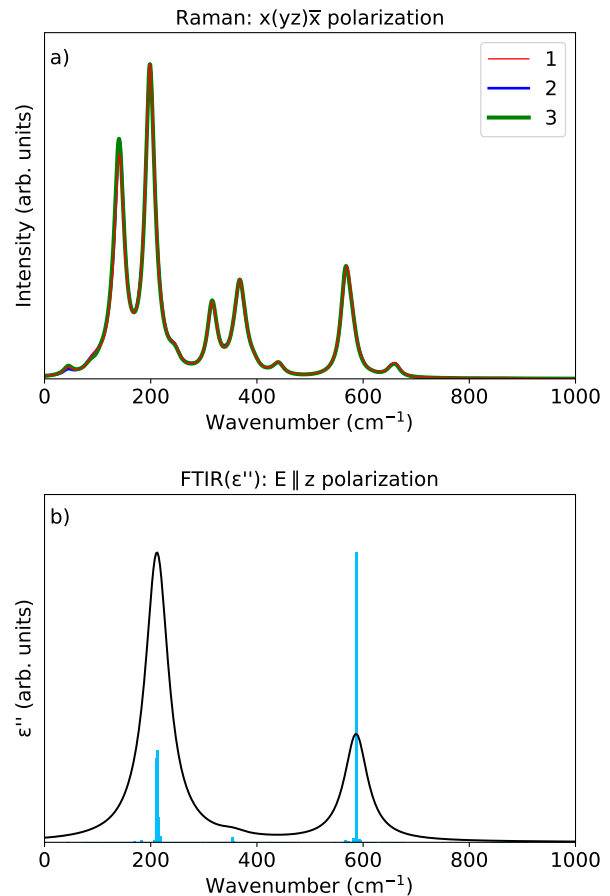 Raman: x(yz)x̅ polarization
a)
1
2
3
Intensity (arb. units)
0 200 400 600 800 1000
Wavenumber (cm⁻¹)
FTIR(ε''): E ∥ z polarization
b)
ε'' (arb. units)
0 200 400 600 800 1000
Wavenumber (cm⁻¹)